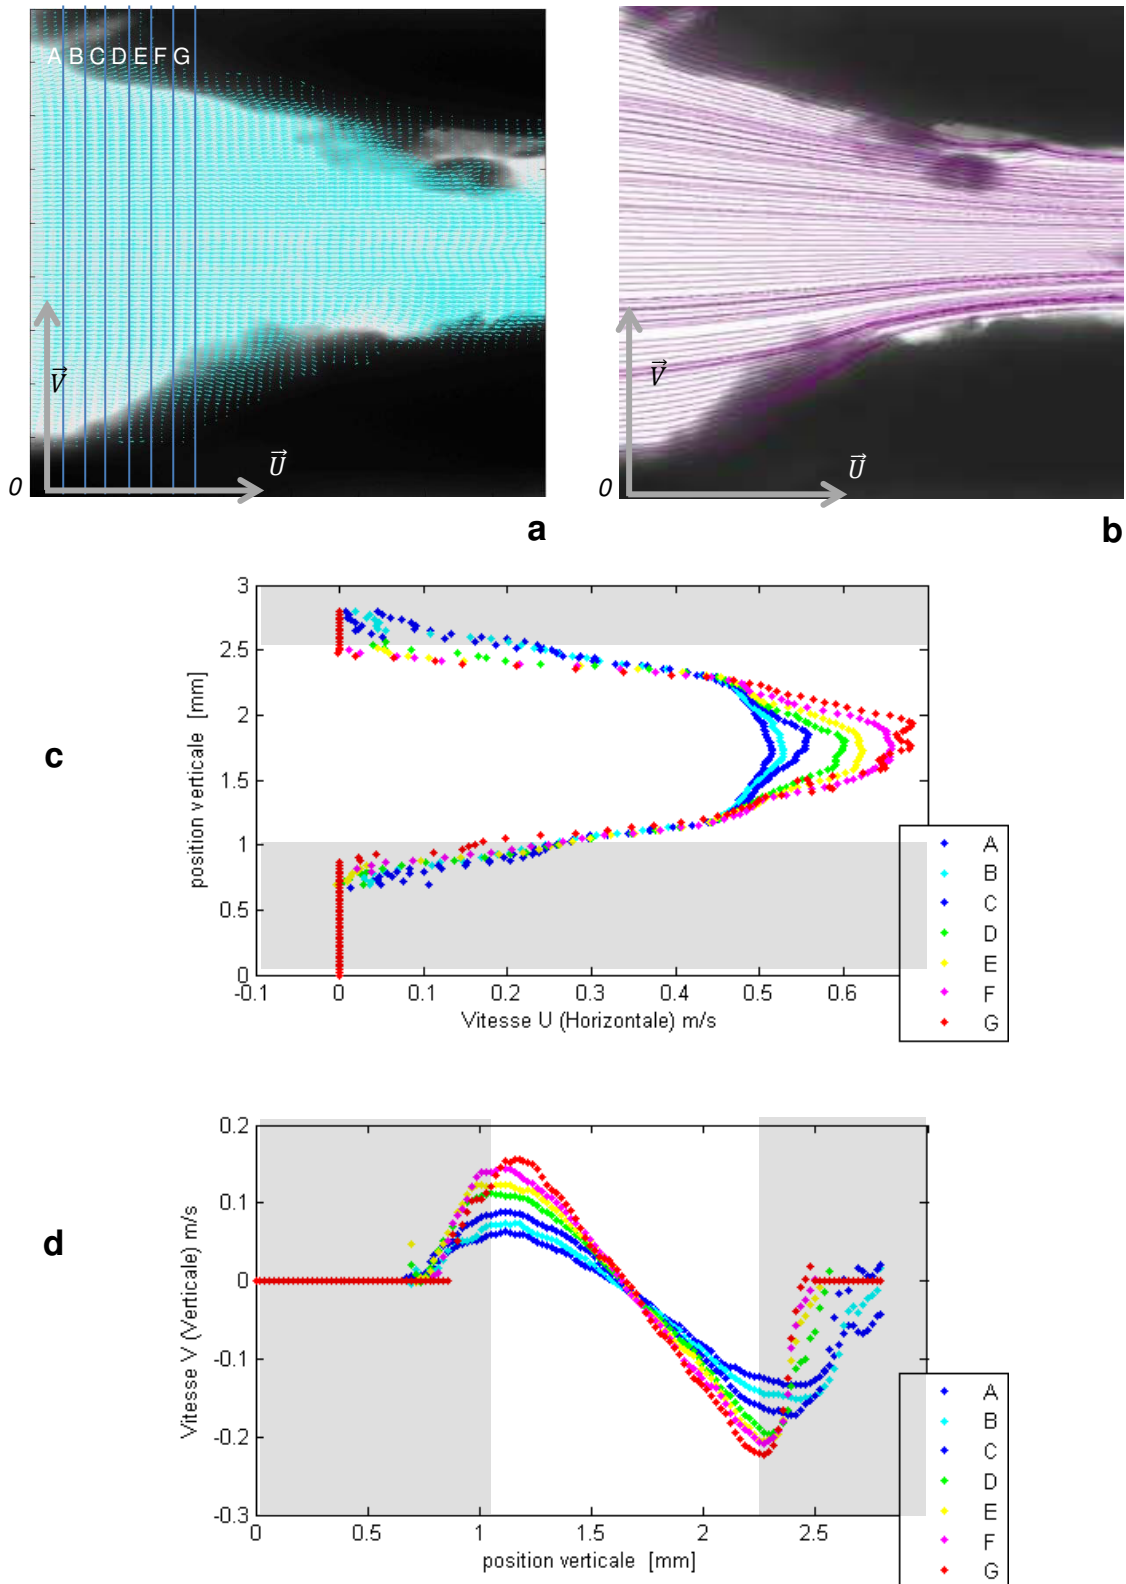 A B C D E F G
V
U
0
a
V
U
0
b
c
position verticale [mm]
3
2.5
2
1.5
1
0.5
0
-0.1 0 0.1 0.2 0.3 0.4 0.5 0.6
Vitesse U (Horizontale) m/s
A
B
C
D
E
F
G
d
Vitesse V (Verticale) m/s
0.2
0.1
0
-0.1
-0.2
-0.3
0 0.5 1 1.5 2 2.5
position verticale [mm]
A
B
C
D
E
F
G